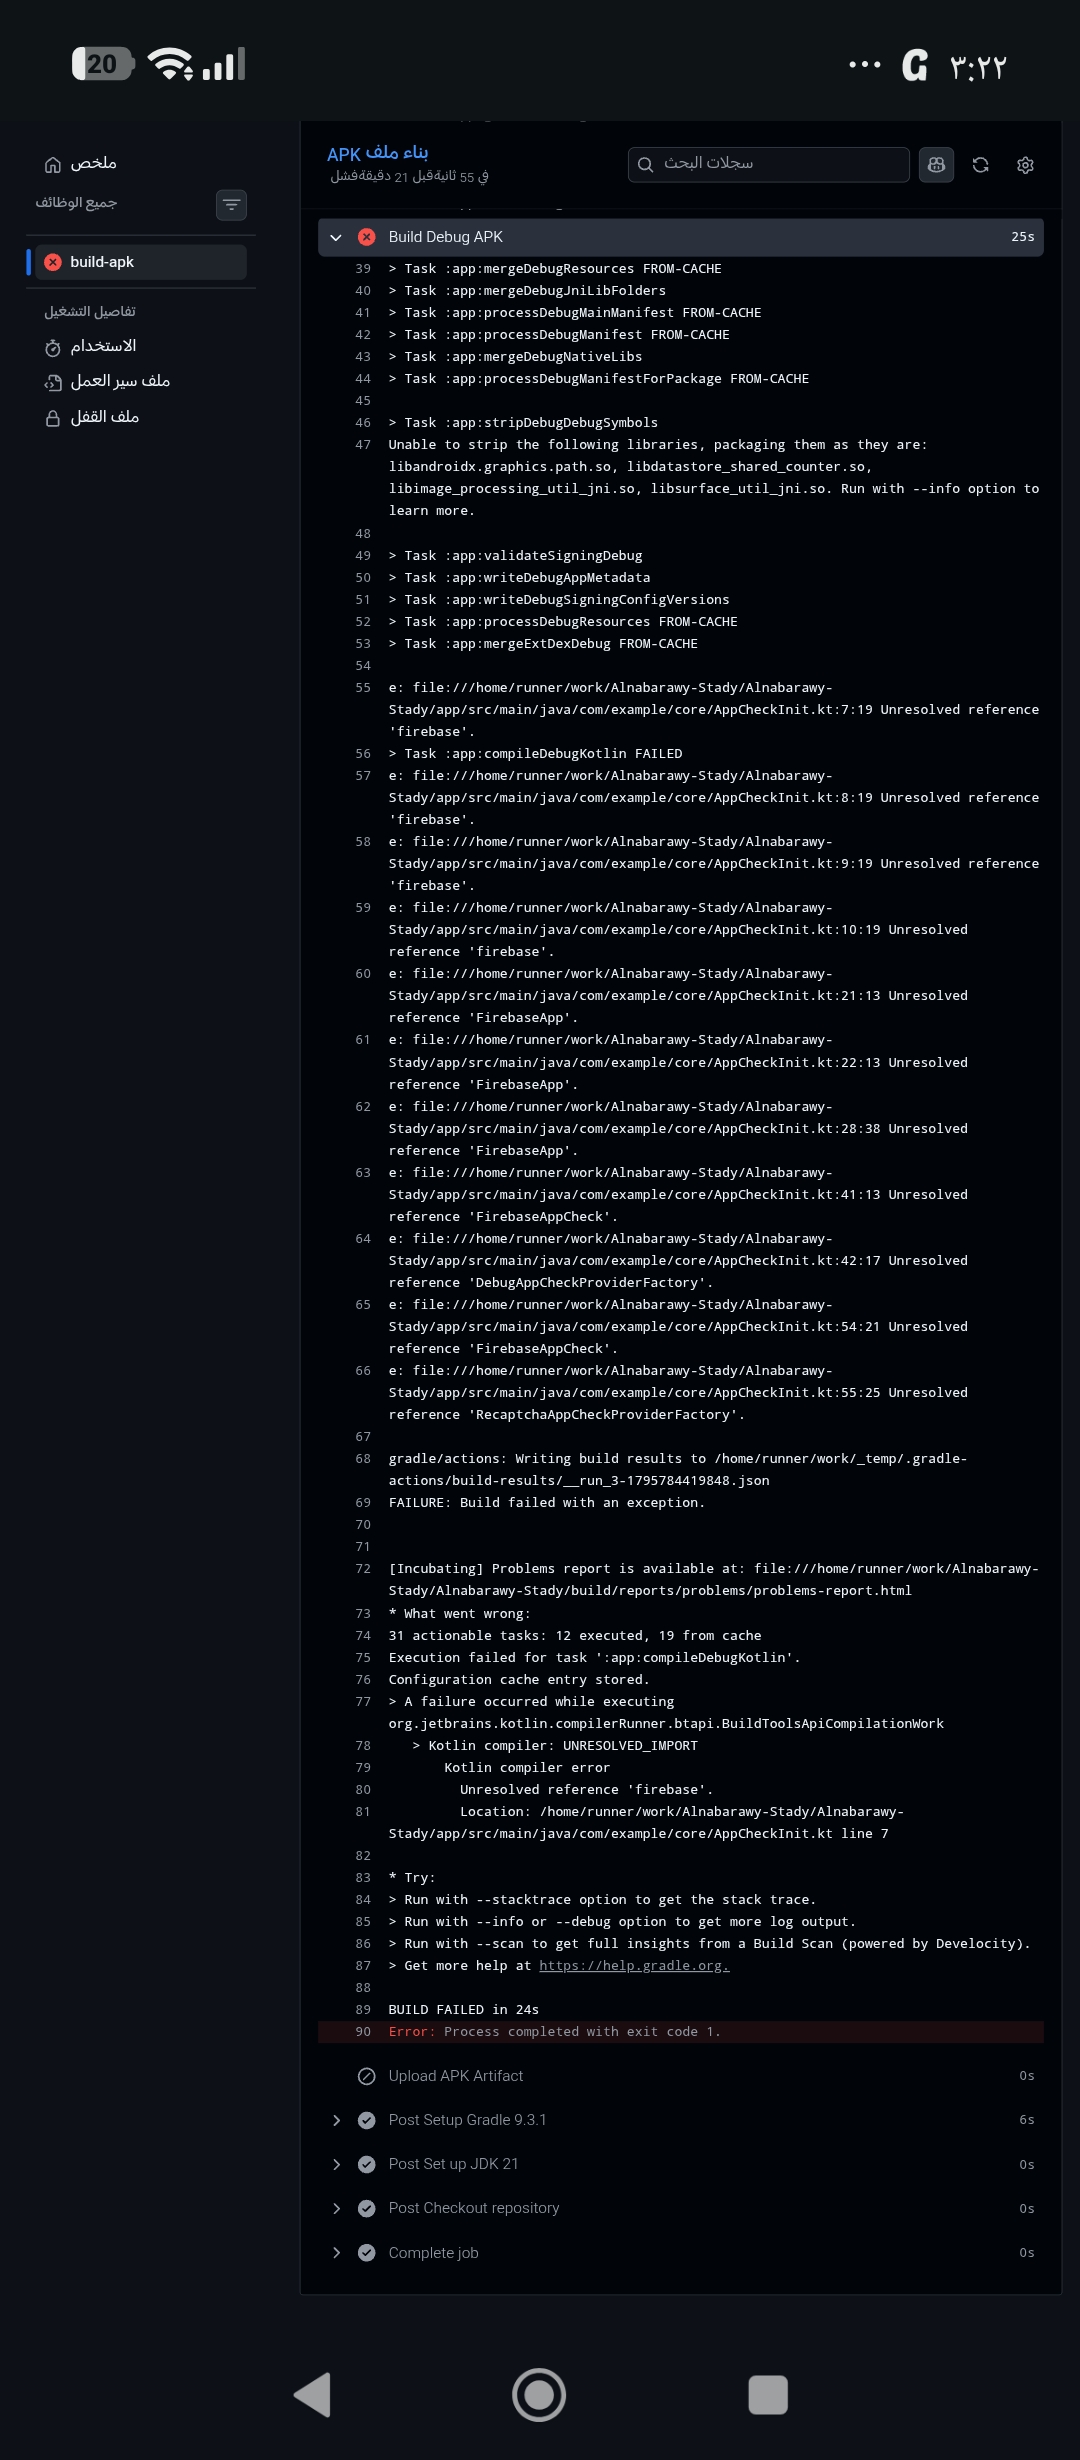 20
G ٣:٢٢
ملخص
جميع الوظائف
build-apk
تفاصيل التشغيل
الاستخدام
ملف سير العمل
ملف القفل
بناء ملف APK
فشلقبل 21 دقيقةفي 55 ثانية
سجلات البحث
Build Debug APK 25s
39 > Task :app:mergeDebugResources FROM-CACHE
40 > Task :app:mergeDebugJniLibFolders
41 > Task :app:processDebugMainManifest FROM-CACHE
42 > Task :app:processDebugManifest FROM-CACHE
43 > Task :app:mergeDebugNativeLibs
44 > Task :app:processDebugManifestForPackage FROM-CACHE
45
46 > Task :app:stripDebugDebugSymbols
47 Unable to strip the following libraries, packaging them as they are:
libandroidx.graphics.path.so, libdatastore_shared_counter.so,
libimage_processing_util_jni.so, libsurface_util_jni.so. Run with --info option to
learn more.
48
49 > Task :app:validateSigningDebug
50 > Task :app:writeDebugAppMetadata
51 > Task :app:writeDebugSigningConfigVersions
52 > Task :app:processDebugResources FROM-CACHE
53 > Task :app:mergeExtDexDebug FROM-CACHE
54
55 e: file:///home/runner/work/Alnabarawy-Stady/Alnabarawy-
Stady/app/src/main/java/com/example/core/AppCheckInit.kt:7:19 Unresolved reference
'firebase'.
56 > Task :app:compileDebugKotlin FAILED
57 e: file:///home/runner/work/Alnabarawy-Stady/Alnabarawy-
Stady/app/src/main/java/com/example/core/AppCheckInit.kt:8:19 Unresolved reference
'firebase'.
58 e: file:///home/runner/work/Alnabarawy-Stady/Alnabarawy-
Stady/app/src/main/java/com/example/core/AppCheckInit.kt:9:19 Unresolved reference
'firebase'.
59 e: file:///home/runner/work/Alnabarawy-Stady/Alnabarawy-
Stady/app/src/main/java/com/example/core/AppCheckInit.kt:10:19 Unresolved
reference 'firebase'.
60 e: file:///home/runner/work/Alnabarawy-Stady/Alnabarawy-
Stady/app/src/main/java/com/example/core/AppCheckInit.kt:21:13 Unresolved
reference 'FirebaseApp'.
61 e: file:///home/runner/work/Alnabarawy-Stady/Alnabarawy-
Stady/app/src/main/java/com/example/core/AppCheckInit.kt:22:13 Unresolved
reference 'FirebaseApp'.
62 e: file:///home/runner/work/Alnabarawy-Stady/Alnabarawy-
Stady/app/src/main/java/com/example/core/AppCheckInit.kt:28:38 Unresolved
reference 'FirebaseApp'.
63 e: file:///home/runner/work/Alnabarawy-Stady/Alnabarawy-
Stady/app/src/main/java/com/example/core/AppCheckInit.kt:41:13 Unresolved
reference 'FirebaseAppCheck'.
64 e: file:///home/runner/work/Alnabarawy-Stady/Alnabarawy-
Stady/app/src/main/java/com/example/core/AppCheckInit.kt:42:17 Unresolved
reference 'DebugAppCheckProviderFactory'.
65 e: file:///home/runner/work/Alnabarawy-Stady/Alnabarawy-
Stady/app/src/main/java/com/example/core/AppCheckInit.kt:54:21 Unresolved
reference 'FirebaseAppCheck'.
66 e: file:///home/runner/work/Alnabarawy-Stady/Alnabarawy-
Stady/app/src/main/java/com/example/core/AppCheckInit.kt:55:25 Unresolved
reference 'RecaptchaAppCheckProviderFactory'.
67
68 gradle/actions: Writing build results to /home/runner/work/_temp/.gradle-
actions/build-results/__run_3-1795784419848.json
69 FAILURE: Build failed with an exception.
70
71
72 [Incubating] Problems report is available at: file:///home/runner/work/Alnabarawy-
Stady/Alnabarawy-Stady/build/reports/problems/problems-report.html
73 * What went wrong:
74 31 actionable tasks: 12 executed, 19 from cache
75 Execution failed for task ':app:compileDebugKotlin'.
76 Configuration cache entry stored.
77 > A failure occurred while executing
org.jetbrains.kotlin.compilerRunner.btapi.BuildToolsApiCompilationWork
78 > Kotlin compiler: UNRESOLVED_IMPORT
79 Kotlin compiler error
80 Unresolved reference 'firebase'.
81 Location: /home/runner/work/Alnabarawy-Stady/Alnabarawy-
Stady/app/src/main/java/com/example/core/AppCheckInit.kt line 7
82
83 * Try:
84 > Run with --stacktrace option to get the stack trace.
85 > Run with --info or --debug option to get more log output.
86 > Run with --scan to get full insights from a Build Scan (powered by Develocity).
87 > Get more help at https://help.gradle.org.
88
89 BUILD FAILED in 24s
90 Error: Process completed with exit code 1.
Upload APK Artifact 0s
Post Setup Gradle 9.3.1 6s
Post Set up JDK 21 0s
Post Checkout repository 0s
Complete job 0s